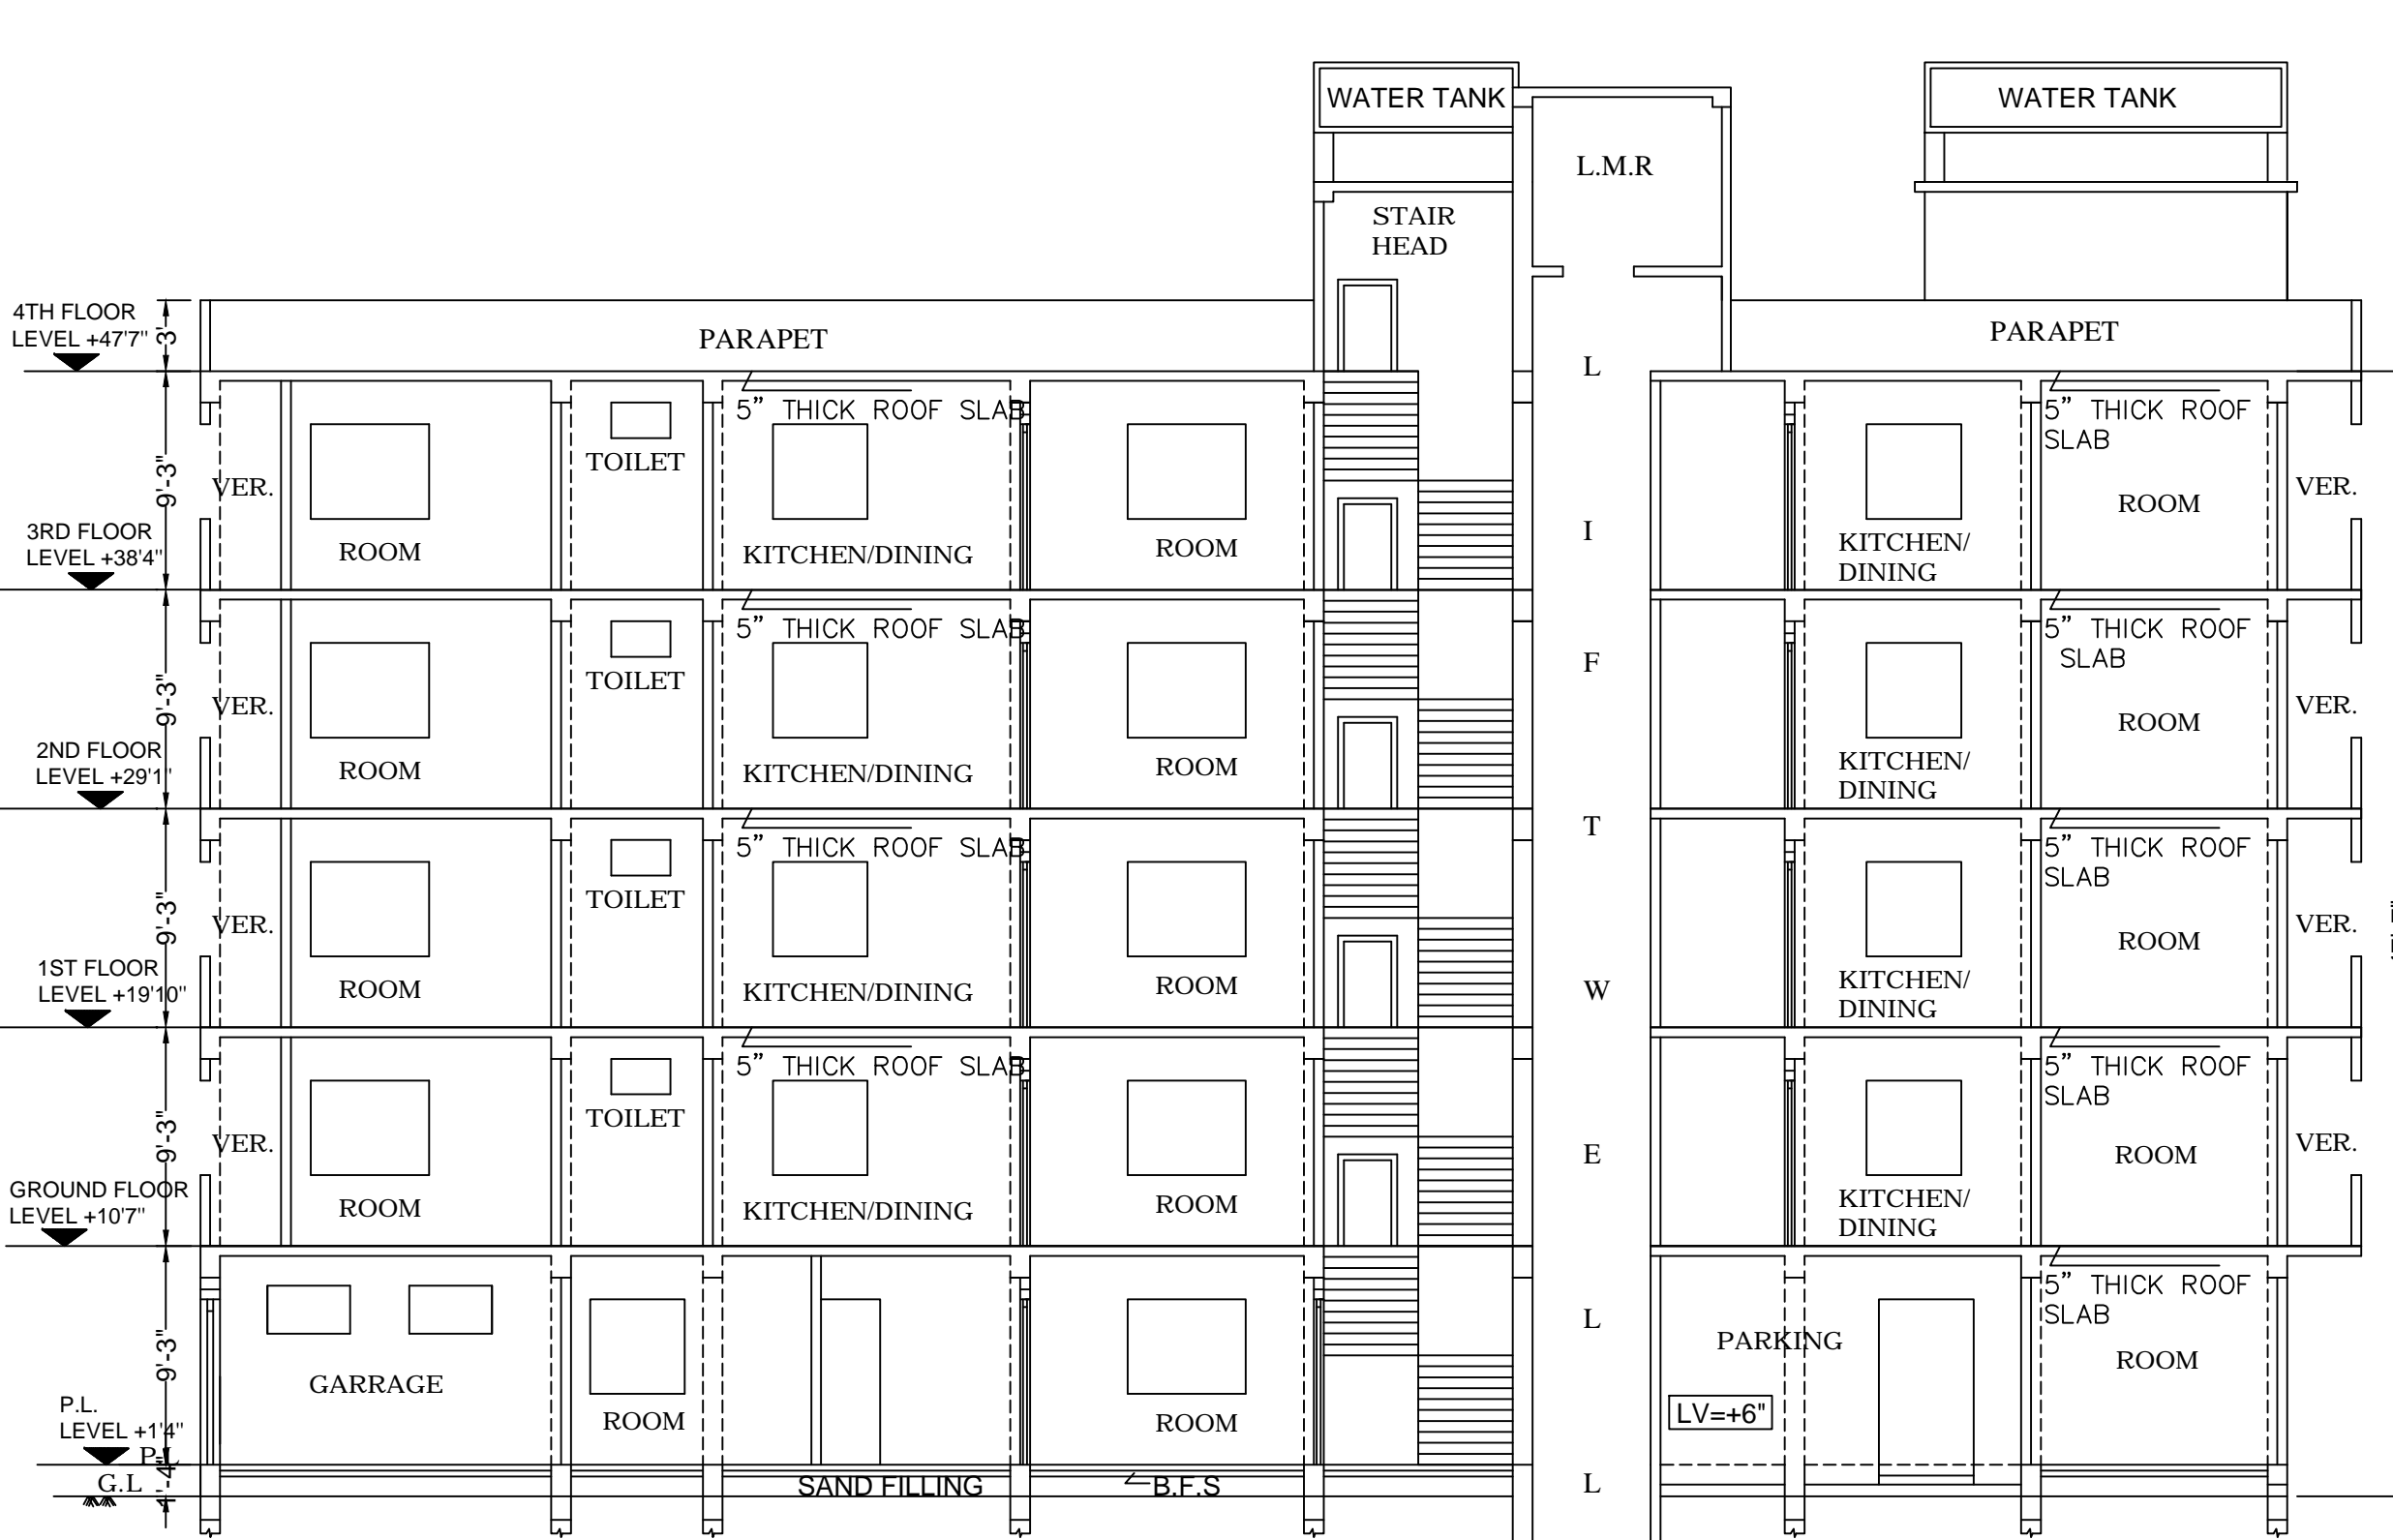 WATER TANK
WATER TANK
L.M.R
STAIR
HEAD
4TH FLOOR
LEVEL +47'7"
3'
PARAPET
PARAPET
L
I
F
T
W
E
L
L
5" THICK ROOF SLAB
5" THICK ROOF
SLAB
9'-3"
VER.
TOILET
ROOM
KITCHEN/DINING
ROOM
KITCHEN/
DINING
ROOM
VER.
3RD FLOOR
LEVEL +38'4"
5" THICK ROOF SLAB
5" THICK ROOF
SLAB
9'-3"
VER.
TOILET
ROOM
KITCHEN/DINING
ROOM
KITCHEN/
DINING
ROOM
VER.
2ND FLOOR
LEVEL +29'1"
5" THICK ROOF SLAB
5" THICK ROOF
SLAB
9'-3"
VER.
TOILET
ROOM
KITCHEN/DINING
ROOM
KITCHEN/
DINING
ROOM
VER.
1ST FLOOR
LEVEL +19'10"
5" THICK ROOF SLAB
5" THICK ROOF
SLAB
9'-3"
VER.
TOILET
ROOM
KITCHEN/DINING
ROOM
KITCHEN/
DINING
ROOM
VER.
GROUND FLOOR
LEVEL +10'7"
5" THICK ROOF
SLAB
9'-3"
GARRAGE
ROOM
ROOM
PARKING
ROOM
LV=+6"
P.L.
LEVEL +1'4"
P.L
G.L
1'-4"
SAND FILLING
B.F.S